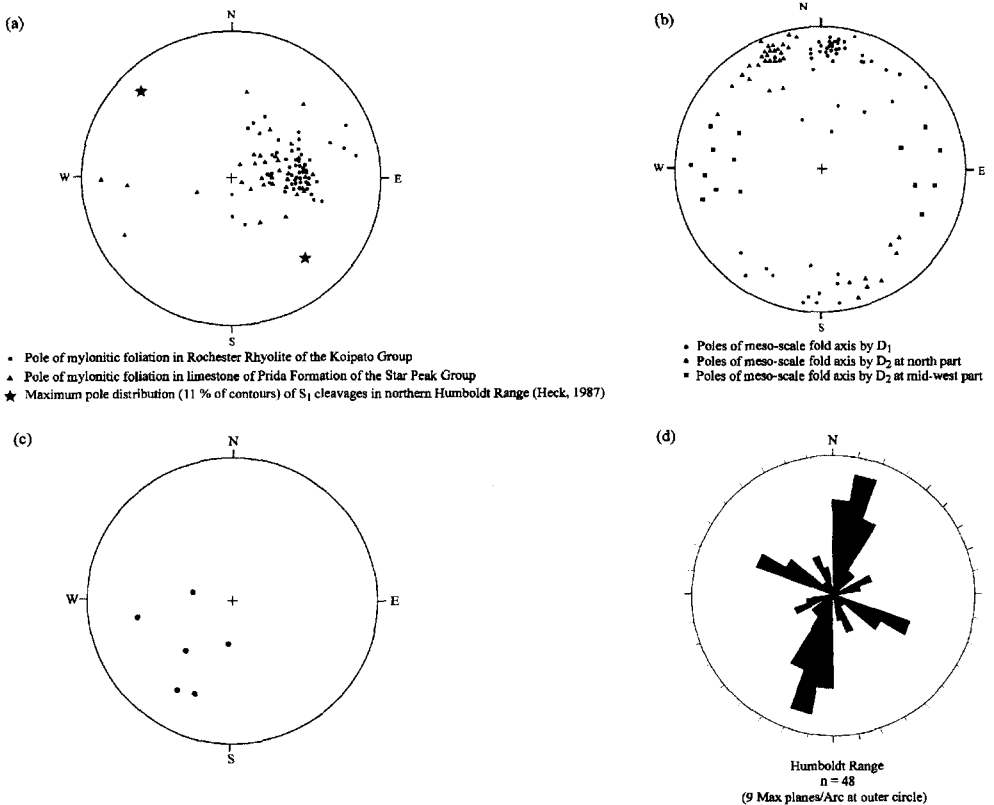 (a)
N
W
E
S
• Pole of mylonitic foliation in Rochester Rhyolite of the Koipato Group
▲ Pole of mylonitic foliation in limestone of Prida Formation of the Star Peak Group
★ Maximum pole distribution (11 % of contours) of S1 cleavages in northern Humboldt Range (Heck, 1987)
(b)
N
W
E
S
• Poles of meso-scale fold axis by D1
▲ Poles of meso-scale fold axis by D2 at north part
■ Poles of meso-scale fold axis by D2 at mid-west part
(c)
N
W
E
S
(d)
N
Humboldt Range
n = 48
(9 Max planes/Arc at outer circle)